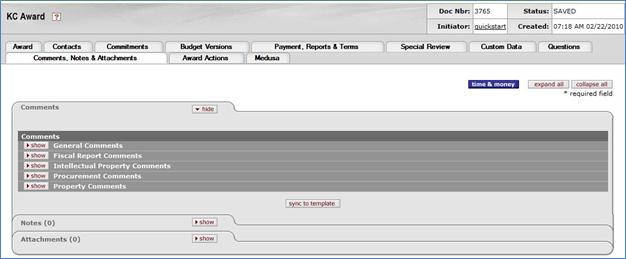 KC Award ?
Doc Nbr: 3765 Status: SAVED
Initiator: quickstart Created: 07:18 AM 02/22/2010
Award Contacts Commitments Budget Versions Payment, Reports & Terms Special Review Custom Data Questions
Comments, Notes & Attachments Award Actions Medusa
time & money expand all collapse all
* required field
Comments hide
Comments
show General Comments
show Fiscal Report Comments
show Intellectual Property Comments
show Procurement Comments
show Property Comments
sync to template
Notes (0) show
Attachments (0) show